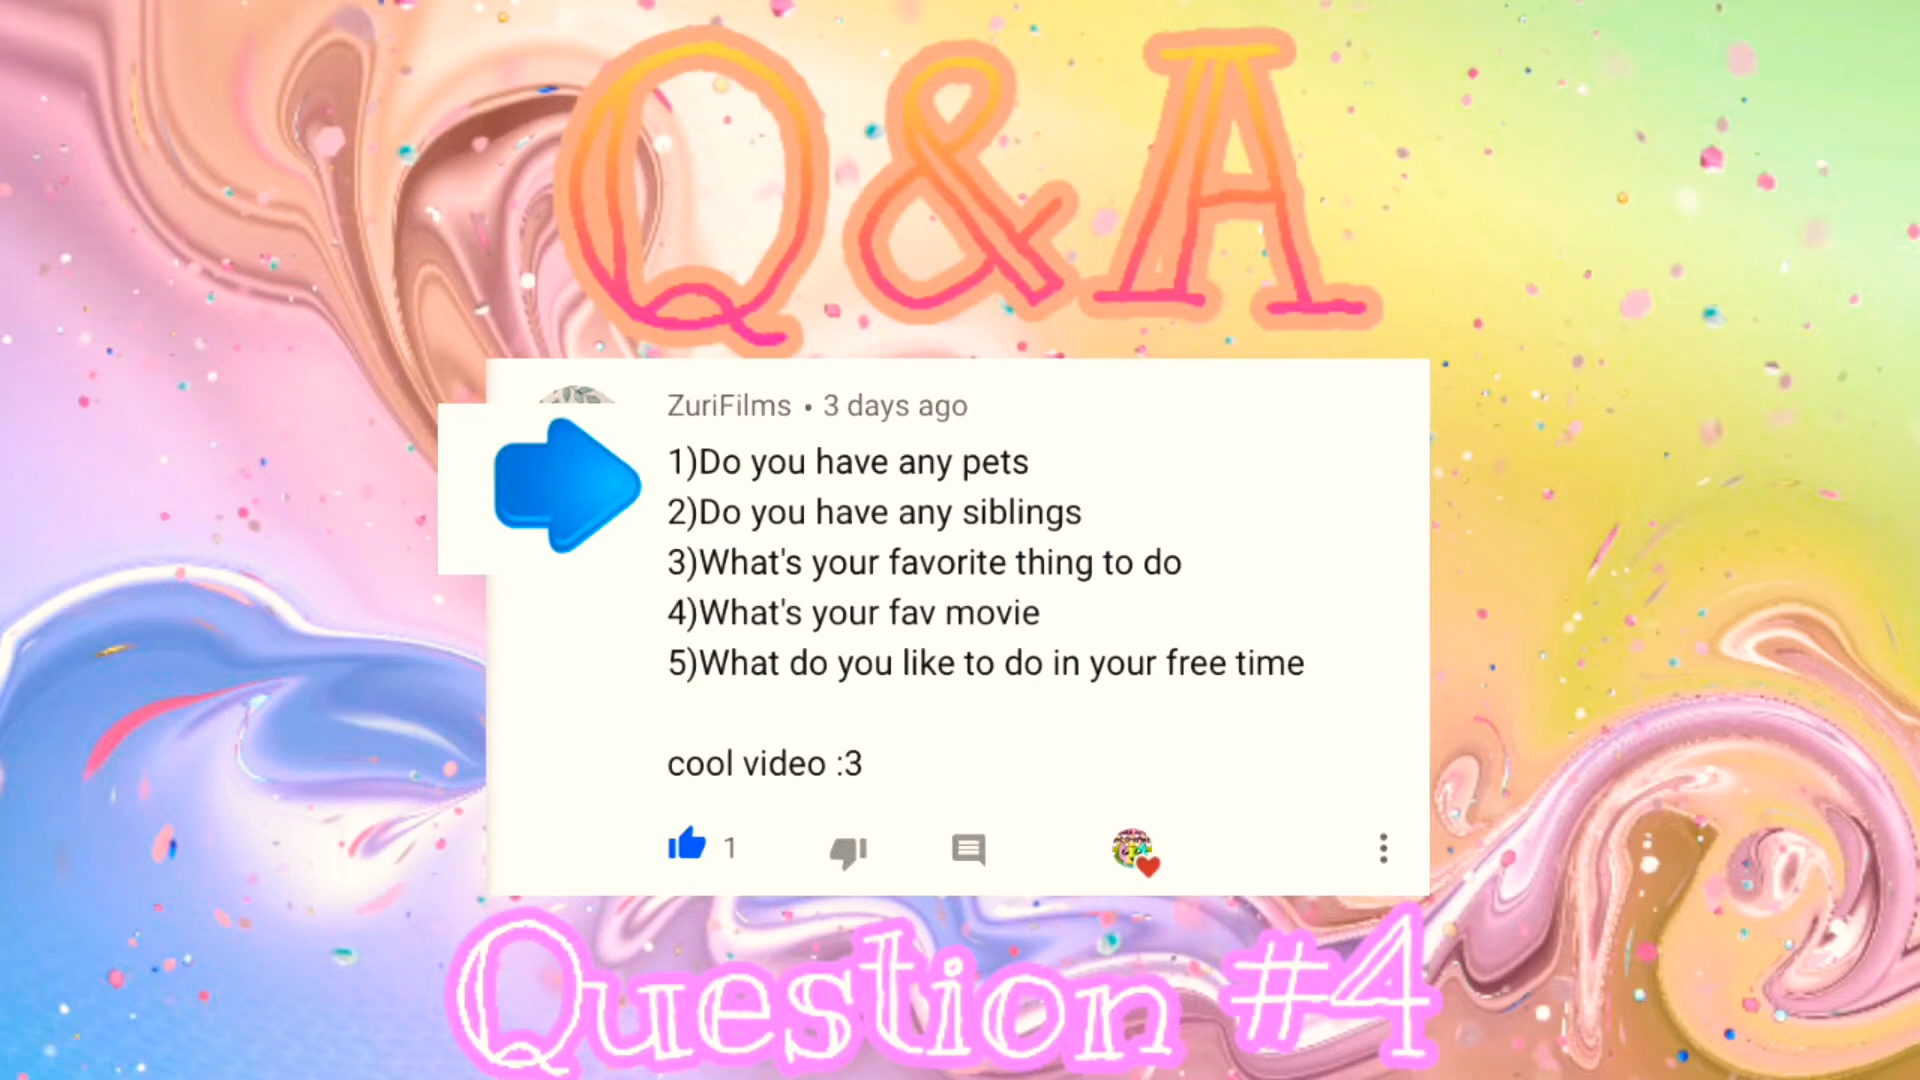 Q&A
ZuriFilms • 3 days ago
1)Do you have any pets
2)Do you have any siblings
3)What's your favorite thing to do
4)What's your fav movie
5)What do you like to do in your free time
cool video :3
1
Question #4